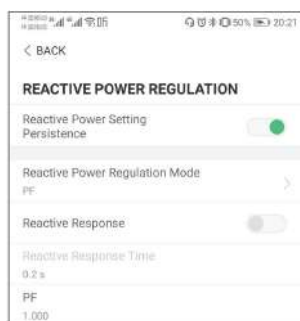 50% 20:21
< BACK
REACTIVE POWER REGULATION
Reactive Power Setting
Persistence
Reactive Power Regulation Mode
PF
Reactive Response
Reactive Response Time
0.2 s
PF
1.000